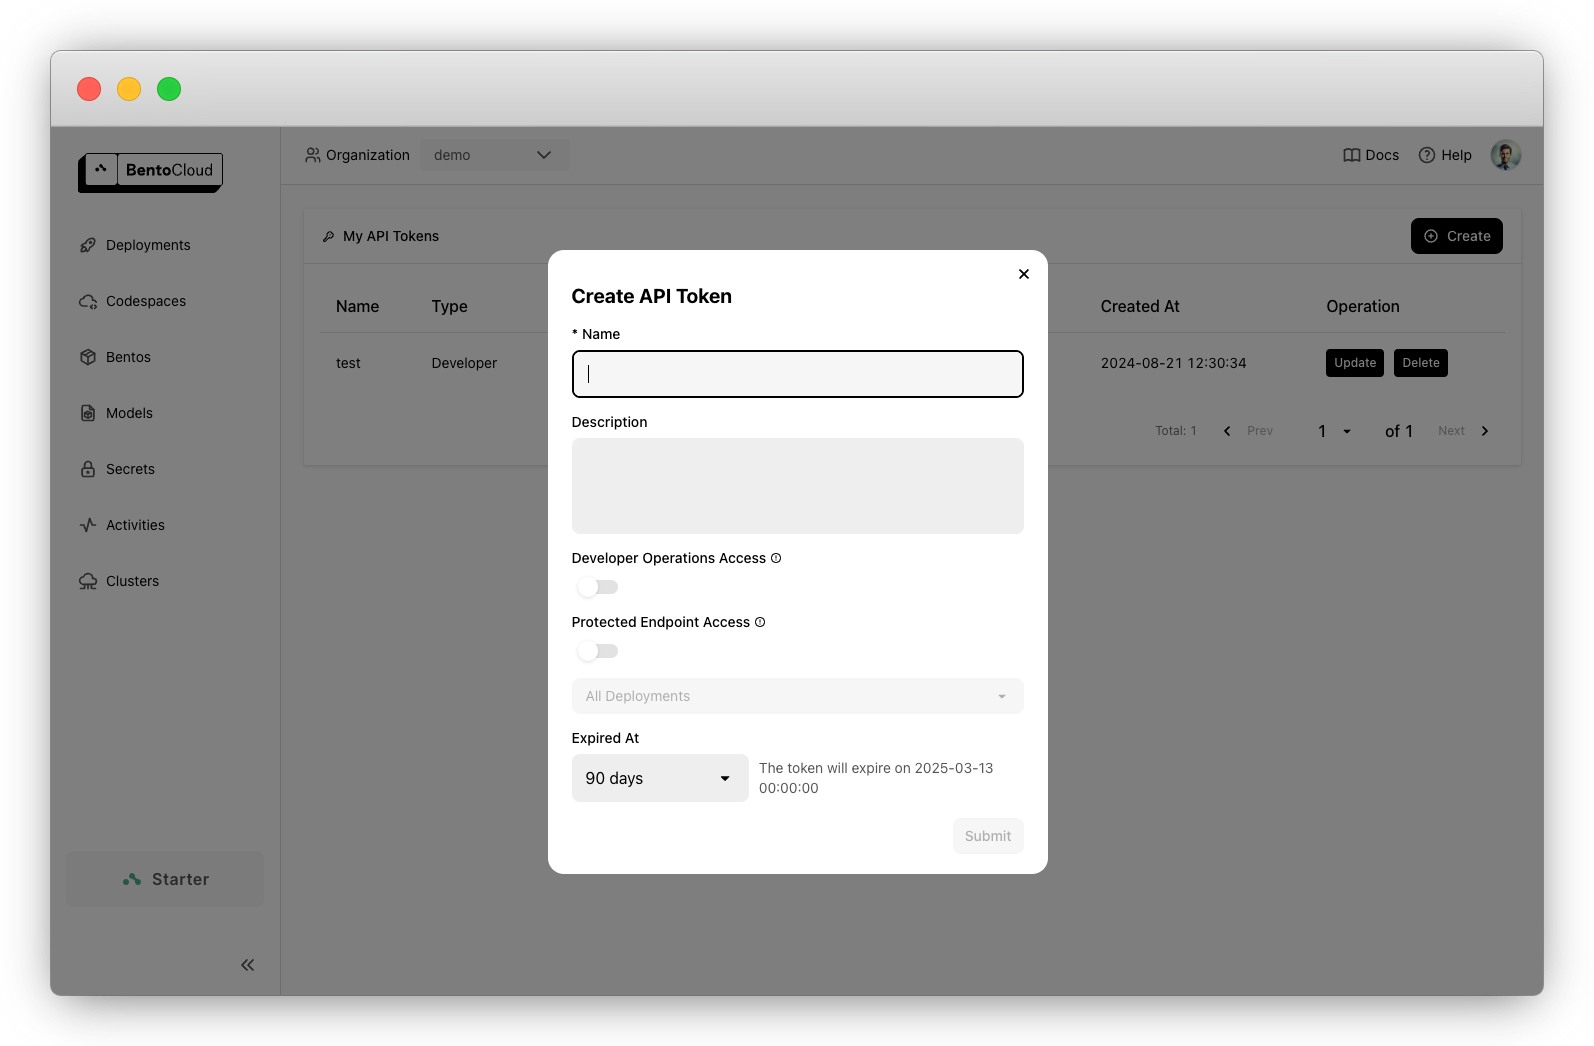 BentoCloud
Organization demo
Docs Help
Deployments
Codespaces
Bentos
Models
Secrets
Activities
Clusters
Starter
My API Tokens
Create
Name Type Created At Operation
test Developer 2024-08-21 12:30:34 Update Delete
Total: 1 Prev 1 of 1 Next
Create API Token
* Name
Description
Developer Operations Access
Protected Endpoint Access
All Deployments
Expired At
90 days
The token will expire on 2025-03-13
00:00:00
Submit